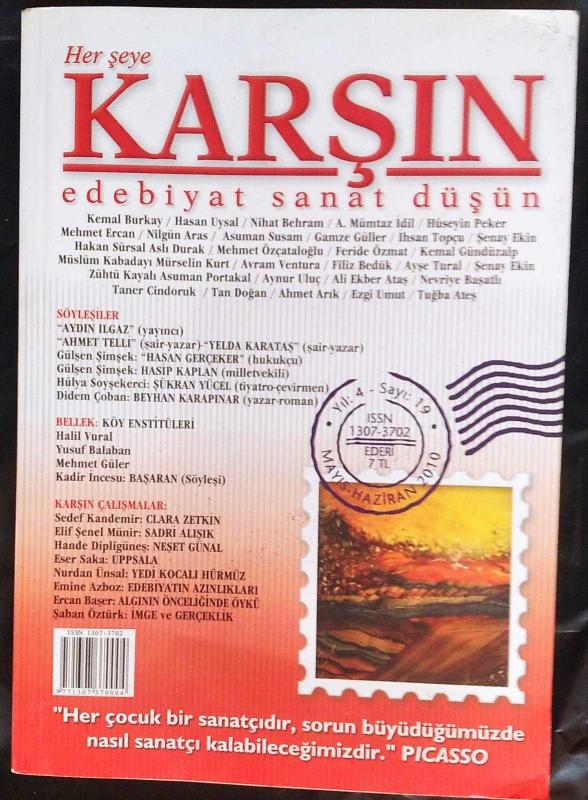 Her şeye
KARŞIN
edebiyat sanat düşün
Kemal Burkay / Hasan Uysal / Nihat Behram / A. Mümtaz İdil / Hüseyin Peker
Mehmet Ercan / Nilgün Aras / Asuman Susam / Gamze Güller / İhsan Topçu / Şenay Ekin
Hakan Sürsal Aslı Durak / Mehmet Özçataloğlu / Feride Özmat / Kemal Gündüzalp
Müslüm Kabadayı Mürselin Kurt / Avram Ventura / Filiz Bedük / Ayşe Tural / Şenay Ekin
Zühtü Kayalı Asuman Portakal / Aynur Uluç / Ali Ekber Ataş / Nevriye Basatlı
Taner Cindoruk / Tan Doğan / Ahmet Arık / Ezgi Umut / Tuğba Ateş
SÖYLEŞİLER
"AYDIN ILGAZ" (yayıncı)
"AHMET TELLİ" (şair-yazar)-"YELDA KARATAŞ" (şair-yazar)
Gülşen Şimşek: "HASAN GERÇEKER" (hukukçu)
Gülşen Şimşek: HASIP KAPLAN (milletvekili)
Hülya Soyşekerci: ŞÜKRAN YÜCEL (tiyatro-çevirmen)
Didem Çoban: BEYHAN KARAPINAR (yazar-roman)
BELLEK: KÖY ENSTİTÜLERİ
Halil Vural
Yusuf Balaban
Mehmet Güler
Kadir İncesu: BAŞARAN (Söyleşi)
KARŞIN ÇALIŞMALAR:
Sedef Kandemir: CLARA ZETKİN
Elif Şenel Münir: SADRİ ALIŞIK
Hande Dipligüneş: NEŞET GÜNAL
Eser Saka: UPPSALA
Nurdan Ünsal: YEDİ KOCALI HÜRMÜZ
Emine Azboz: EDEBİYATIN AZINLIKLARI
Ercan Başer: ALGININ ÖNCELİĞİNDE ÖYKÜ
Şaban Öztürk: İMGE ve GERÇEKLİK
Yıl: 4 - Sayı: 19
ISSN
1307-3702
EDERİ
7 TL
MAYIS-HAZİRAN 2010
ISSN 1307-3702
9 771307 370004
"Her çocuk bir sanatçıdır, sorun büyüdüğümüzde
nasıl sanatçı kalabileceğimizdir." PICASSO